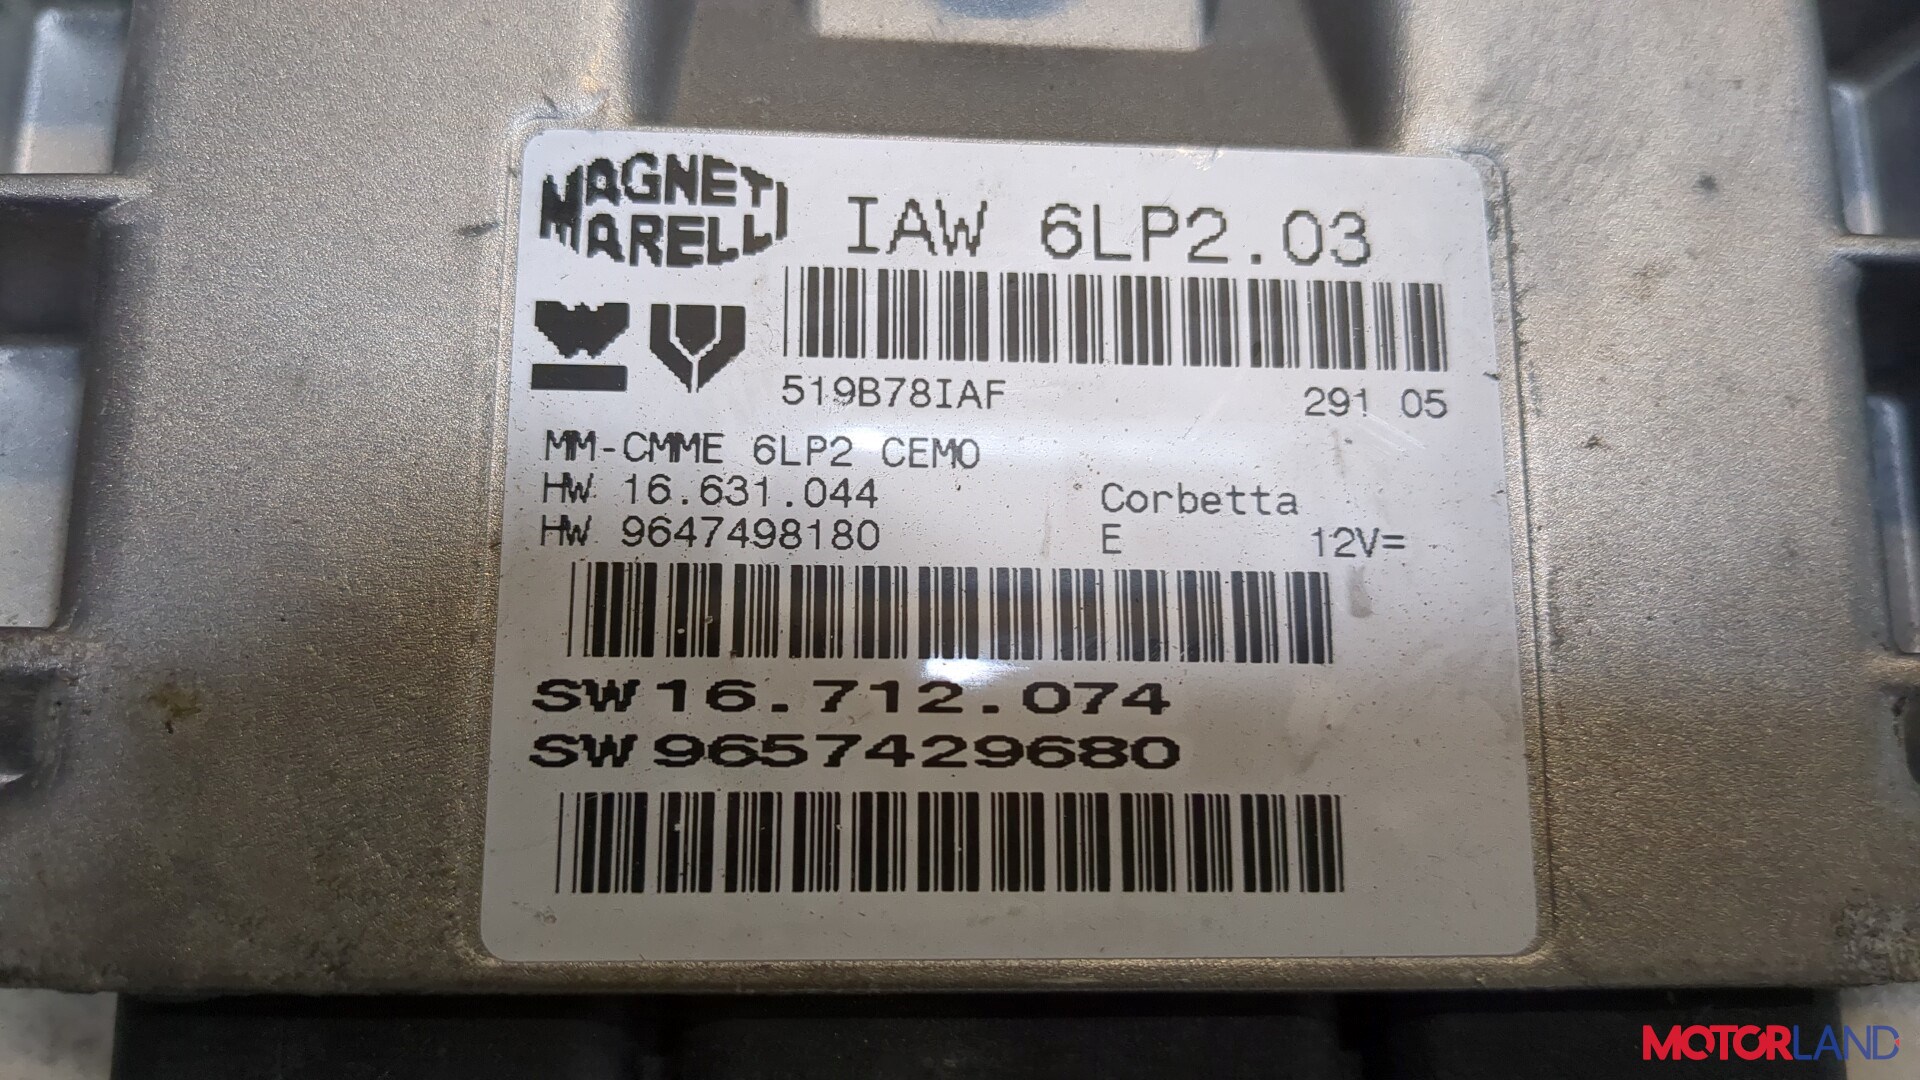 MAGNETI
MARELLI
IAW 6LP2.03
519B78IAF
291 05
MM-CMME 6LP2 CEMO
HW 16.631.044
Corbetta
HW 9647498180
E
12V=
SW 16.712.074
SW 9657429680
MOTORLAND